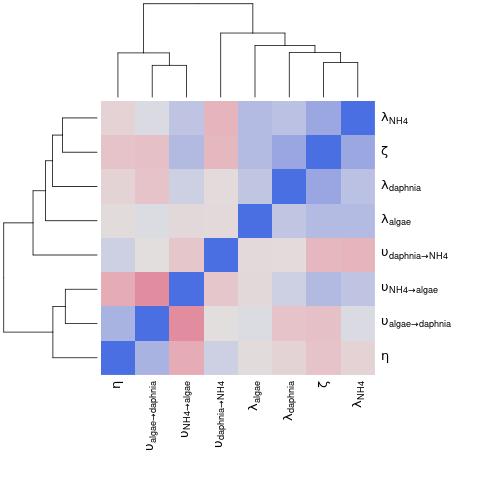 λNH4
ζ
λdaphnia
λalgae
υdaphnia→NH4
υNH4→algae
υalgae→daphnia
η
η
υalgae→daphnia
υNH4→algae
υdaphnia→NH4
λalgae
λdaphnia
ζ
λNH4